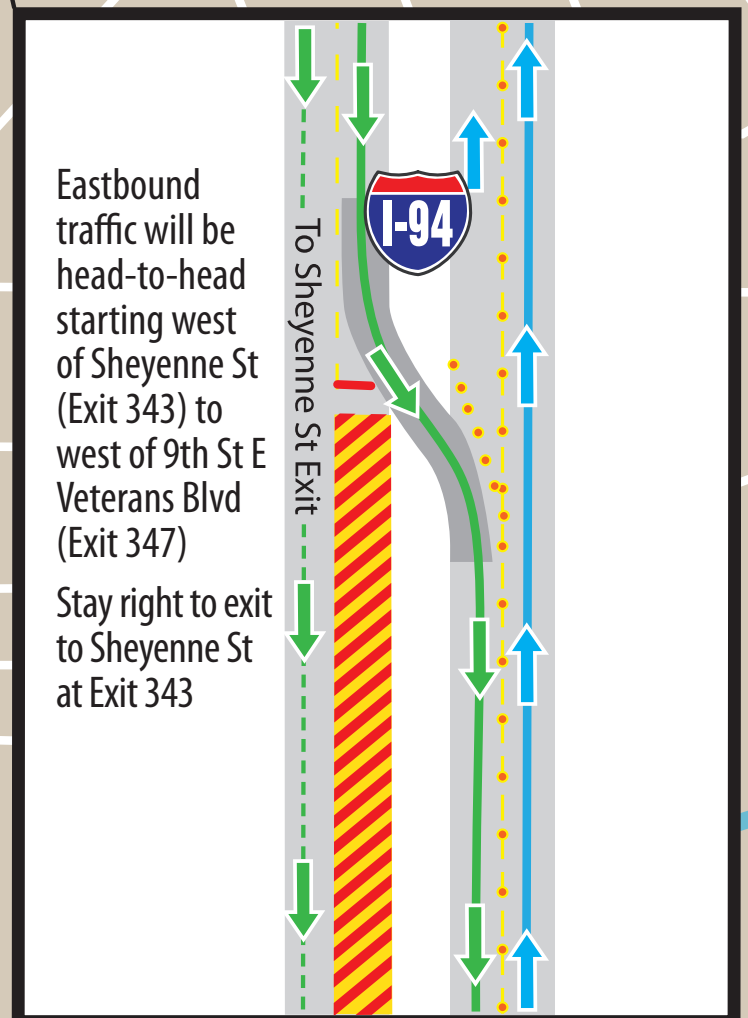 Eastbound
traffic will be
head-to-head
starting west
of Sheyenne St
(Exit 343) to
west of 9th St E
Veterans Blvd
(Exit 347)
Stay right to exit
to Sheyenne St
at Exit 343
To Sheyenne St Exit
I-94